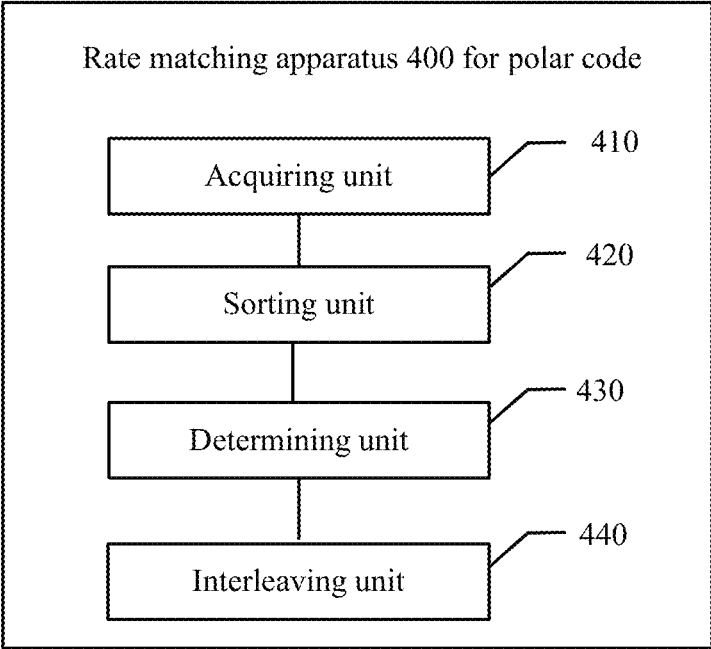 Rate matching apparatus 400 for polar code
Acquiring unit
410
Sorting unit
420
Determining unit
430
Interleaving unit
440